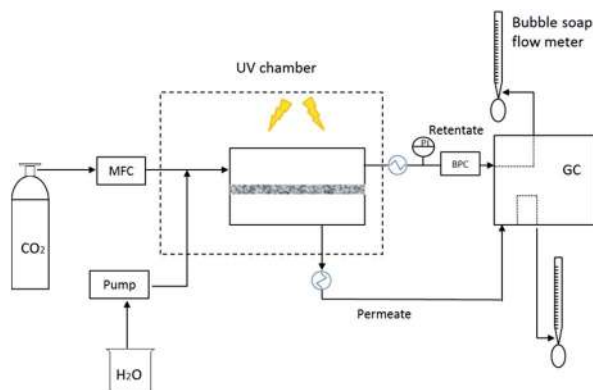 Bubble soap
flow meter
UV chamber
Retentate
PI
MFC
BPC
GC
CO2
Pump
Permeate
H2O